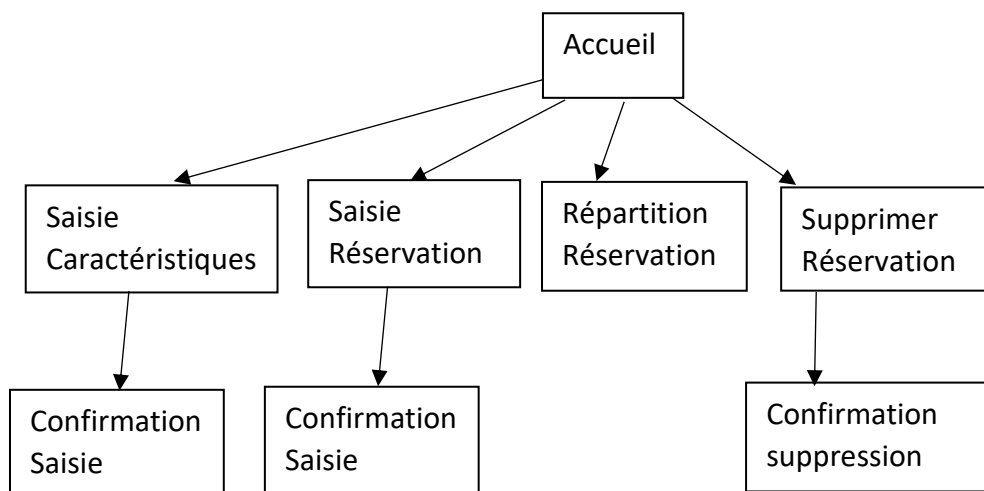 Accueil
Saisie
Caractéristiques
Saisie
Réservation
Répartition
Réservation
Supprimer
Réservation
Confirmation
Saisie
Confirmation
Saisie
Confirmation
suppression